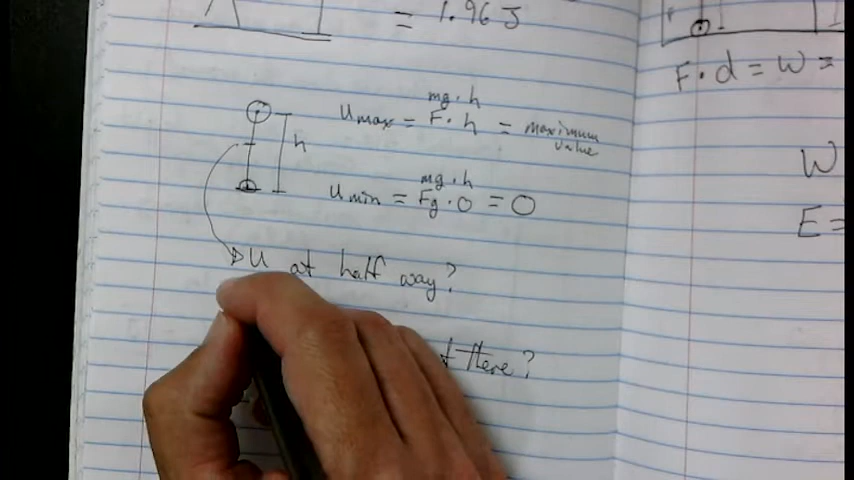 = 1.96 J
mg·h
Umax = F·h = maximum value
h
mg·h
Umin = Fg·0 = 0
U at half way?
there?
F·d = W =
W
E =